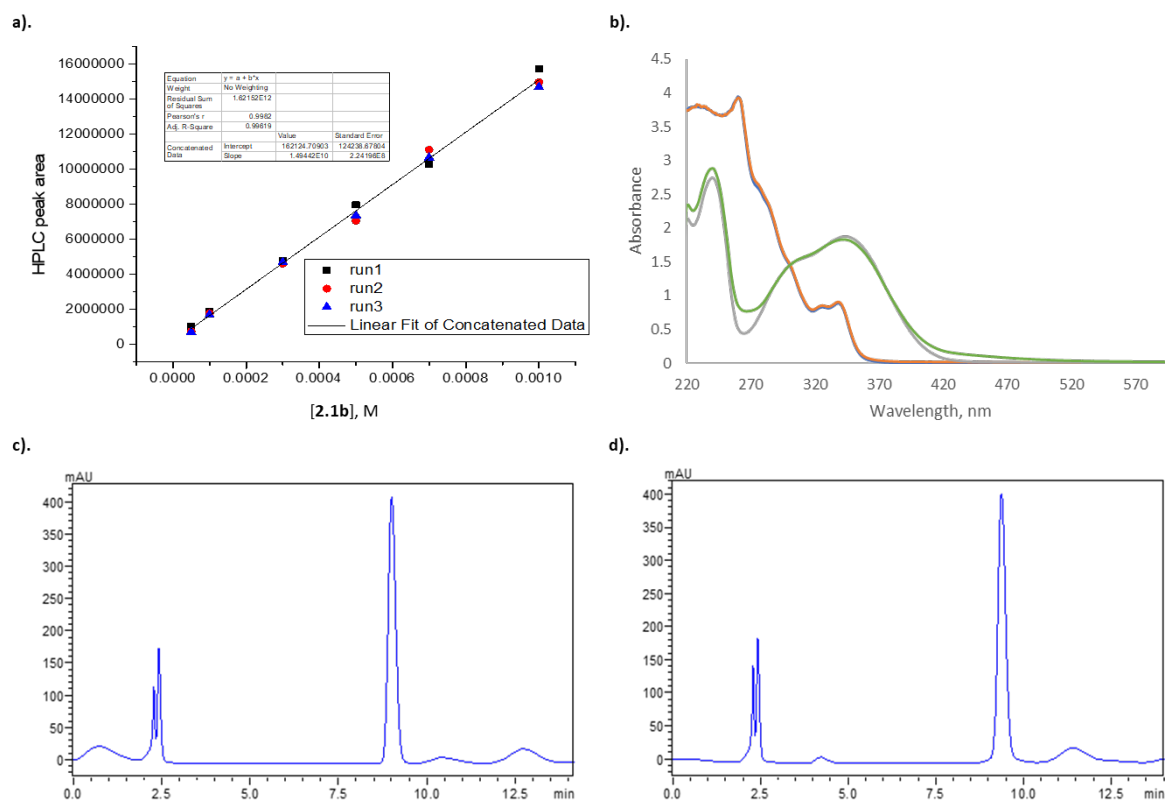 a).
b).
HPLC peak area
16000000
14000000
12000000
10000000
8000000
6000000
4000000
2000000
0
Equation y = a + b*x
Weight No Weighting
Residual Sum of Squares 1.62152E12
Pearson's r 0.9982
Adj. R-Square 0.99619
Value Standard Error
Concatenated Data Intercept 162124.70903 124238.67804
Slope 1.49442E10 2.24196E8
run1
run2
run3
Linear Fit of Concatenated Data
0.0000 0.0002 0.0004 0.0006 0.0008 0.0010
[2.1b], M
Absorbance
4.5
4
3.5
3
2.5
2
1.5
1
0.5
0
220 270 320 370 420 470 520 570
Wavelength, nm
c).
d).
mAU
400
350
300
250
200
150
100
50
0
0.0 2.5 5.0 7.5 10.0 12.5 min
mAU
400
350
300
250
200
150
100
50
0
0.0 2.5 5.0 7.5 10.0 12.5 min